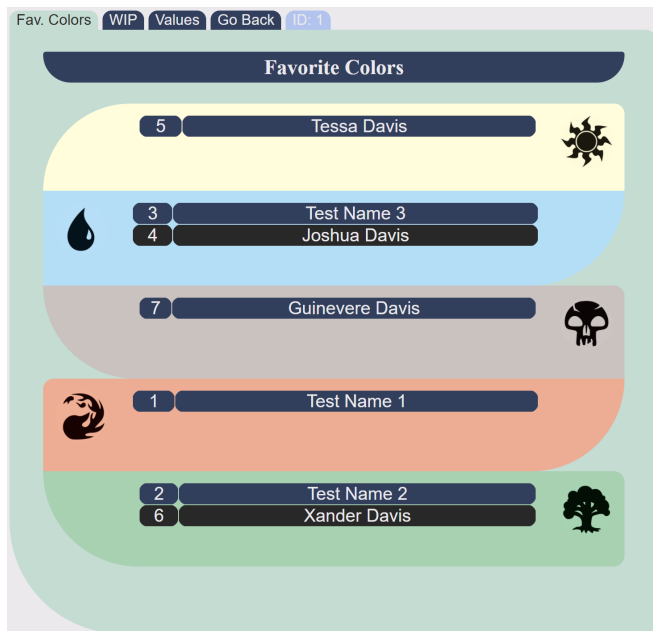 Fav. Colors WIP Values Go Back ID: 1
Favorite Colors
5 Tessa Davis
3 Test Name 3
4 Joshua Davis
7 Guinevere Davis
1 Test Name 1
2 Test Name 2
6 Xander Davis